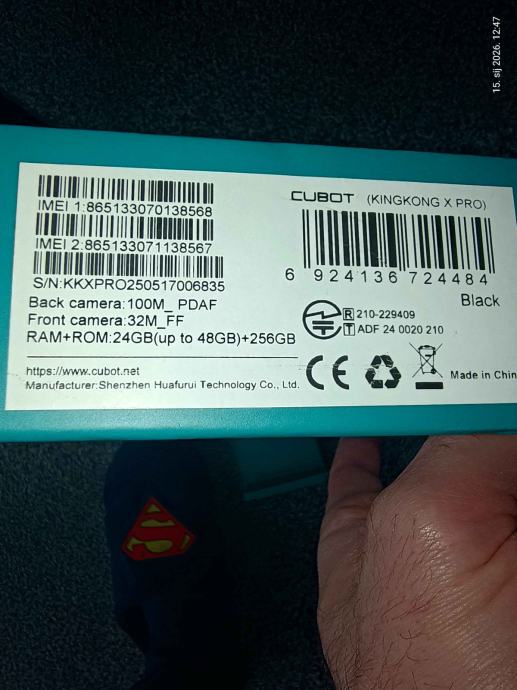 15. sij 2026. 12:47
IMEI 1:865133070138568
IMEI 2:865133071138567
S/N:KKXPRO250517006835
Back camera:100M_PDAF
Front camera:32M_FF
RAM+ROM:24GB(up to 48GB)+256GB
https://www.cubot.net
Manufacturer:Shenzhen Huafurui Technology Co., Ltd.
CUBOT (KINGKONG X PRO)
6 924136 724484
Black
R 210-229409
T ADF 24 0020 210
CE
Made in Chin